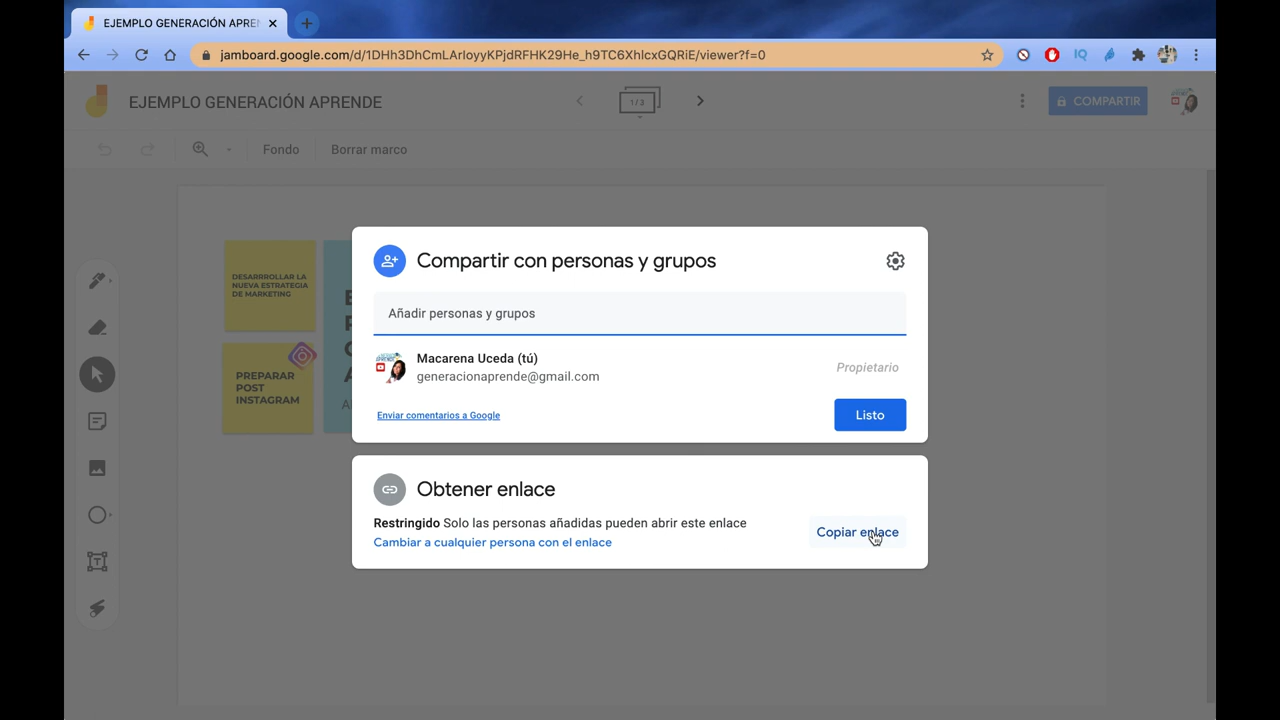 EJEMPLO GENERACIÓN APREN
jamboard.google.com/d/1DHh3DhCmLArloyyKPjdRFHK29He_h9TC6XhlcxGQRiE/viewer?f=0
IQ
EJEMPLO GENERACIÓN APRENDE
1 / 3
COMPARTIR
Fondo
Borrar marco
DESARRROLLAR LA
NUEVA ESTRATEGIA
DE MARKETING
PREPARAR
POST
INSTAGRAM
Compartir con personas y grupos
Añadir personas y grupos
Macarena Uceda (tú)
generacionaprende@gmail.com
Propietario
Enviar comentarios a Google
Listo
Obtener enlace
Restringido Solo las personas añadidas pueden abrir este enlace
Cambiar a cualquier persona con el enlace
Copiar enlace